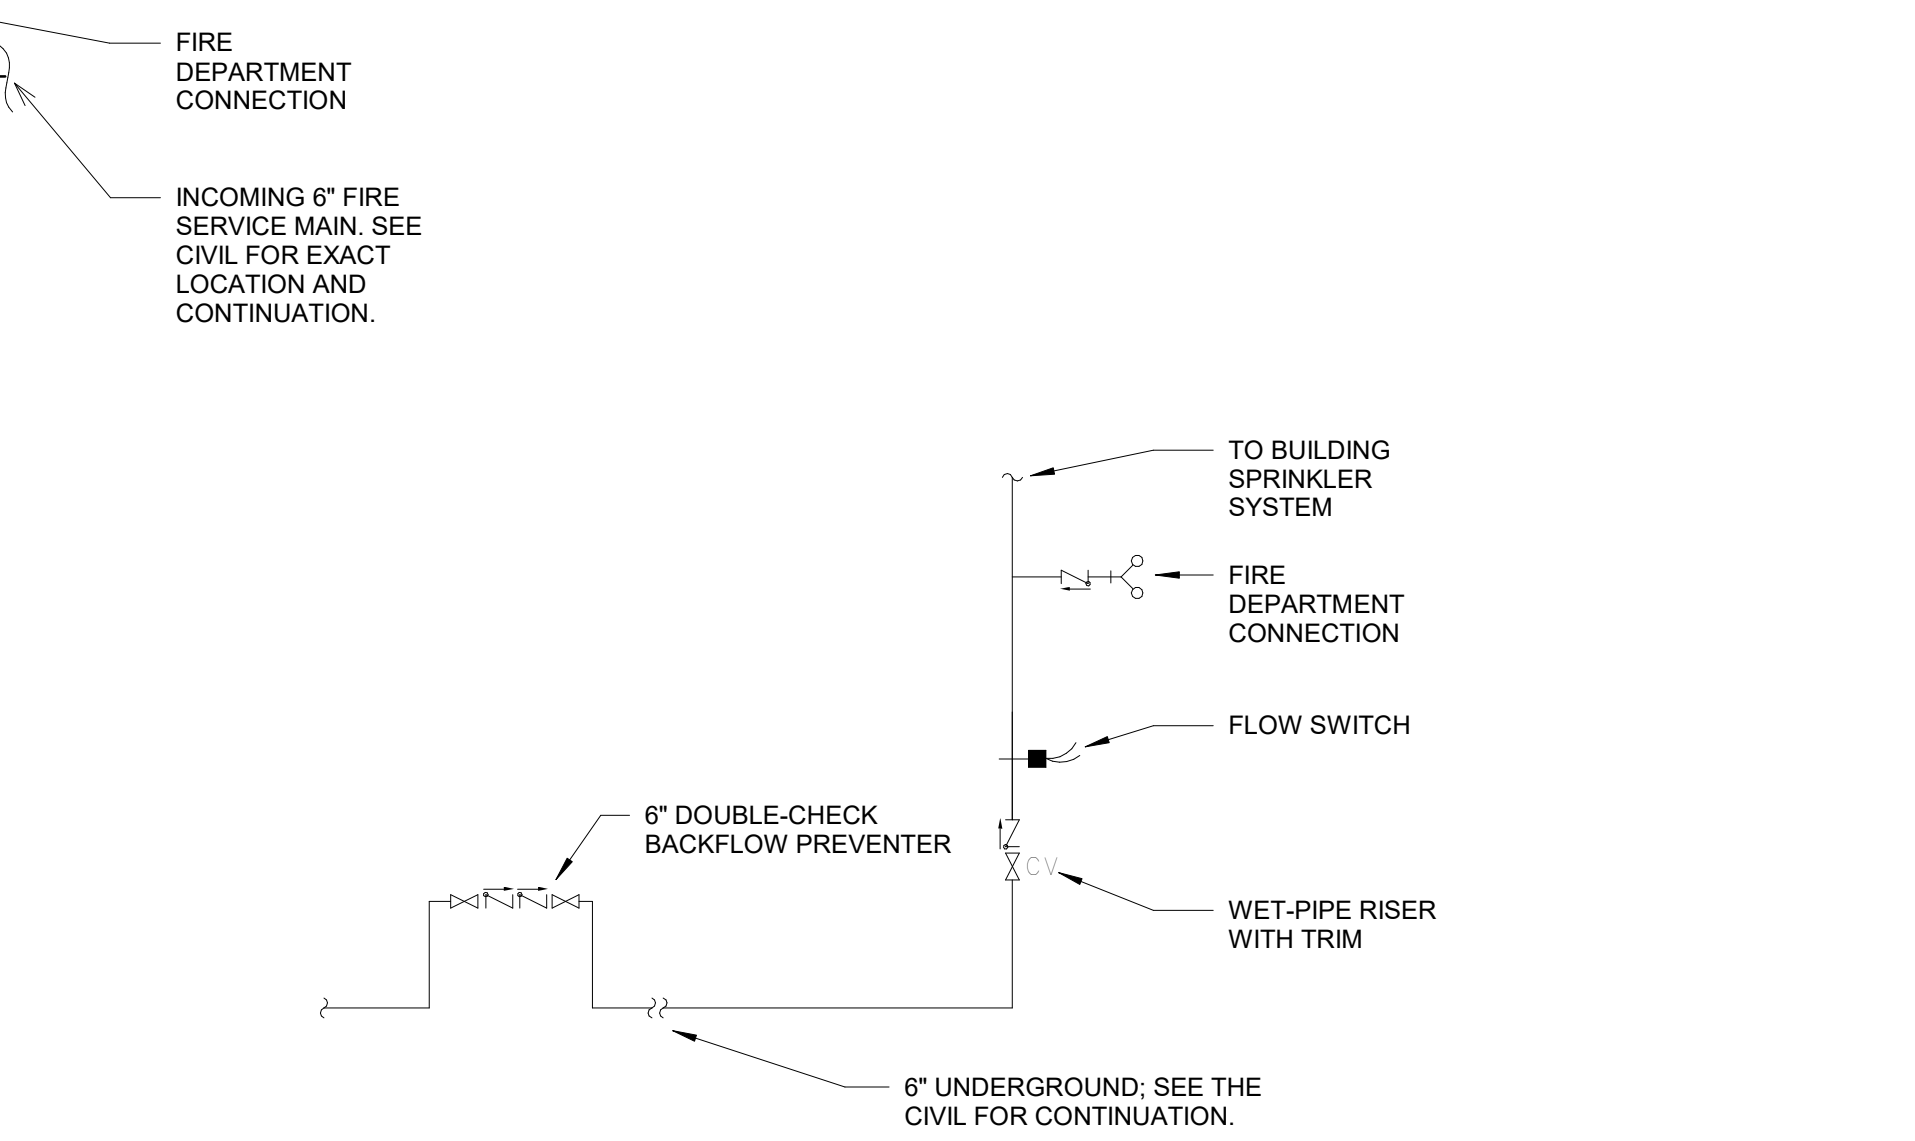 FIRE
DEPARTMENT
CONNECTION
INCOMING 6" FIRE
SERVICE MAIN. SEE
CIVIL FOR EXACT
LOCATION AND
CONTINUATION.
TO BUILDING
SPRINKLER
SYSTEM
FIRE
DEPARTMENT
CONNECTION
FLOW SWITCH
6" DOUBLE-CHECK
BACKFLOW PREVENTER
CV
WET-PIPE RISER
WITH TRIM
6" UNDERGROUND; SEE THE
CIVIL FOR CONTINUATION.